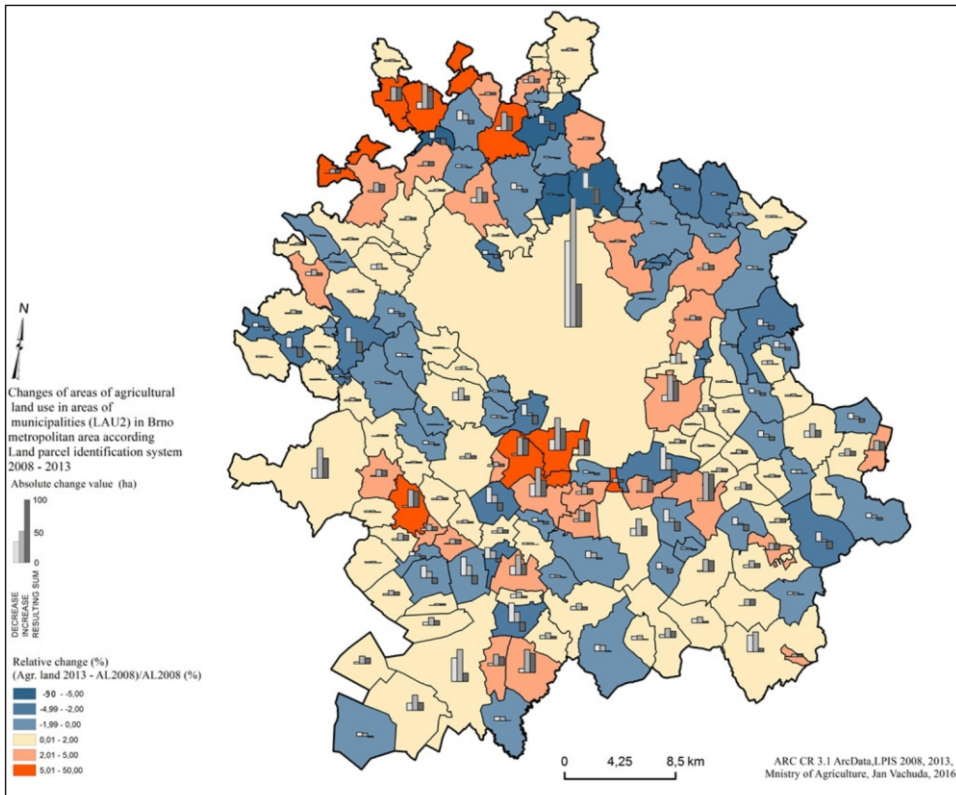 N
Changes of areas of agricultural
land use in areas of
municipalities (LAU2) in Brno
metropolitan area according
Land parcel identification system
2008 - 2013
Absolute change value (ha)
100
50
0
DECREASE
INCREASE
RESULTING SUM
Relative change (%)
(Agr. land 2013 - AL2008)/AL2008 (%)
-90 - -5,00
-4,99 - -2,00
-1,99 - 0,00
0,01 - 2,00
2,01 - 5,00
5,01 - 50,00
0 4,25 8,5 km
ARC CR 3.1 ArcData,LPIS 2008, 2013,
Mnistry of Agriculture, Jan Vachuda, 2016